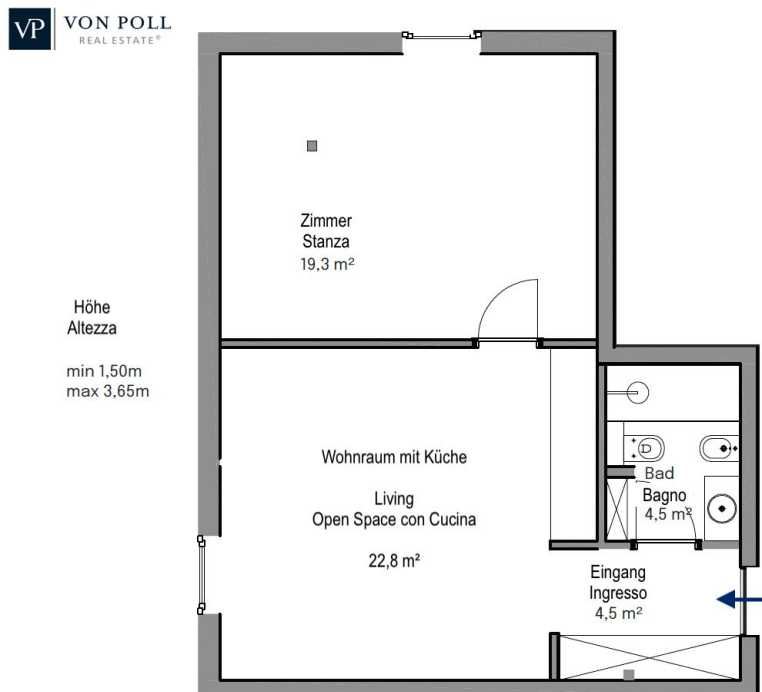 VP VON POLL
REAL ESTATE®
Zimmer
Stanza
19,3 m²
Höhe
Altezza
min 1,50m
max 3,65m
Wohnraum mit Küche
Living
Open Space con Cucina
22,8 m²
Bad
Bagno
4,5 m²
Eingang
Ingresso
4,5 m²